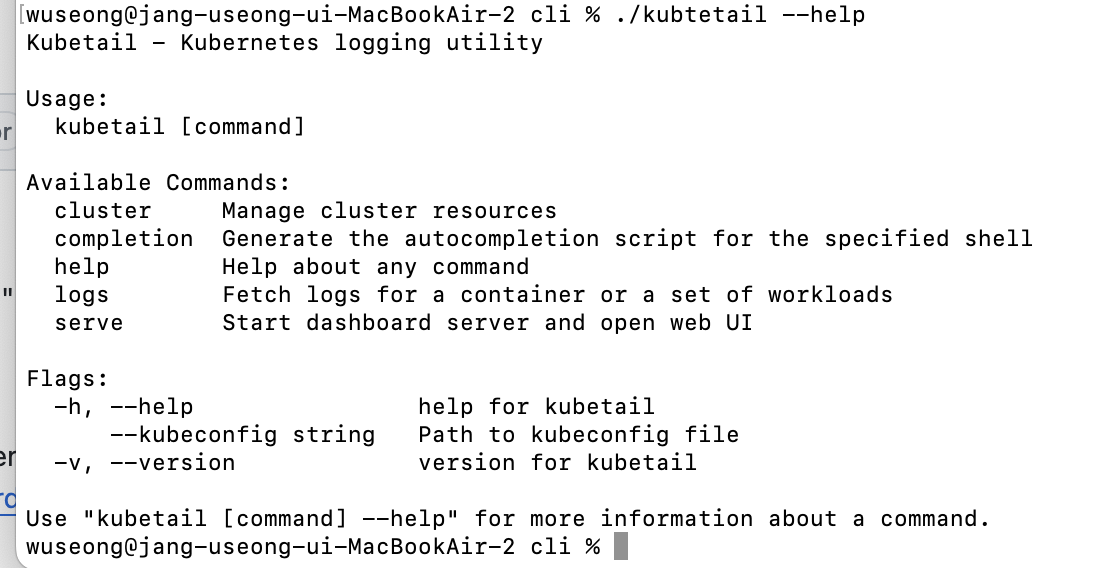 [wuseong@jang-useong-ui-MacBookAir-2 cli % ./kubtetail --help
Kubetail - Kubernetes logging utility
Usage:
kubetail [command]
Available Commands:
cluster Manage cluster resources
completion Generate the autocompletion script for the specified shell
help Help about any command
logs Fetch logs for a container or a set of workloads
serve Start dashboard server and open web UI
Flags:
-h, --help help for kubetail
--kubeconfig string Path to kubeconfig file
-v, --version version for kubetail
Use "kubetail [command] --help" for more information about a command.
wuseong@jang-useong-ui-MacBookAir-2 cli %